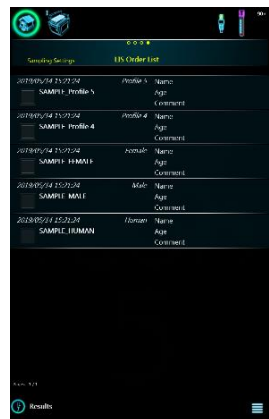 50-
Sampling Settings LIS Order List
2019/05/14 15:21:24 Profile 5 Name
SAMPLE_Profile 5 Age
Comment
2019/05/14 15:21:24 Profile 4 Name
SAMPLE_Profile 4 Age
Comment
2019/05/14 15:21:24 Female Name
SAMPLE_FEMALE Age
Comment
2019/05/14 15:21:24 Male Name
SAMPLE_MALE Age
Comment
2019/05/14 15:21:24 Human Name
SAMPLE_HUMAN Age
Comment
1/1
Results